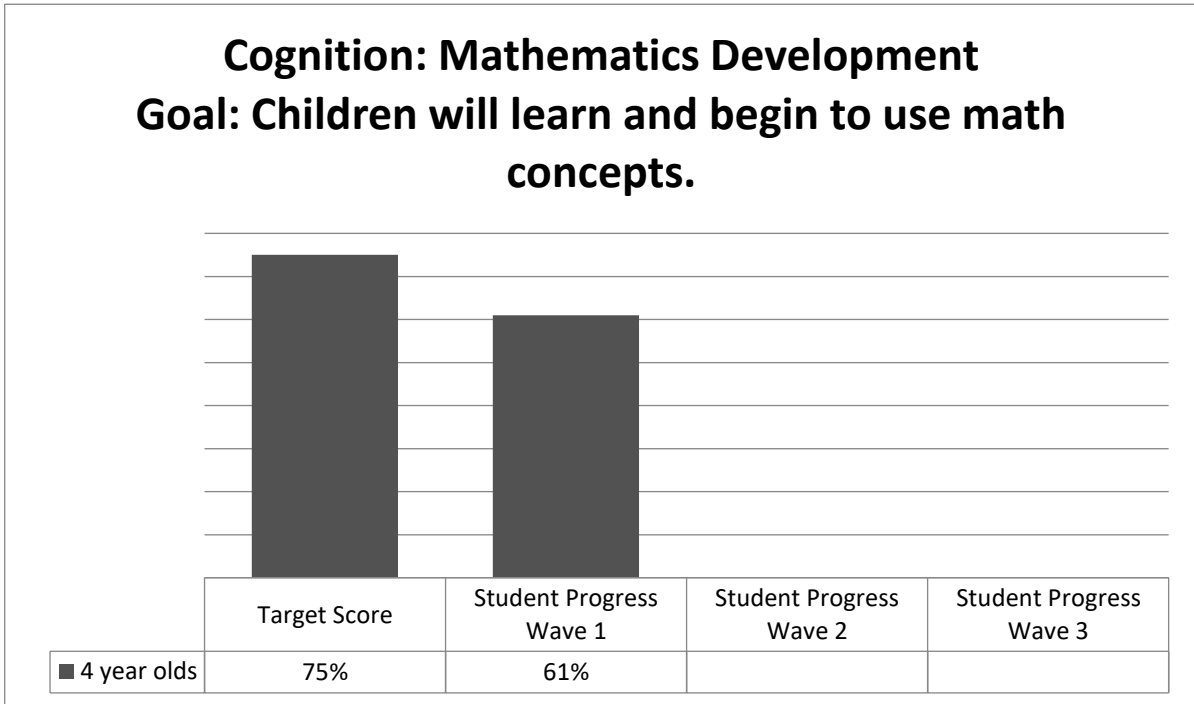 Cognition: Mathematics Development
Goal: Children will learn and begin to use math
concepts.
Target Score
Student Progress
Wave 1
Student Progress
Wave 2
Student Progress
Wave 3
4 year olds
75%
61%